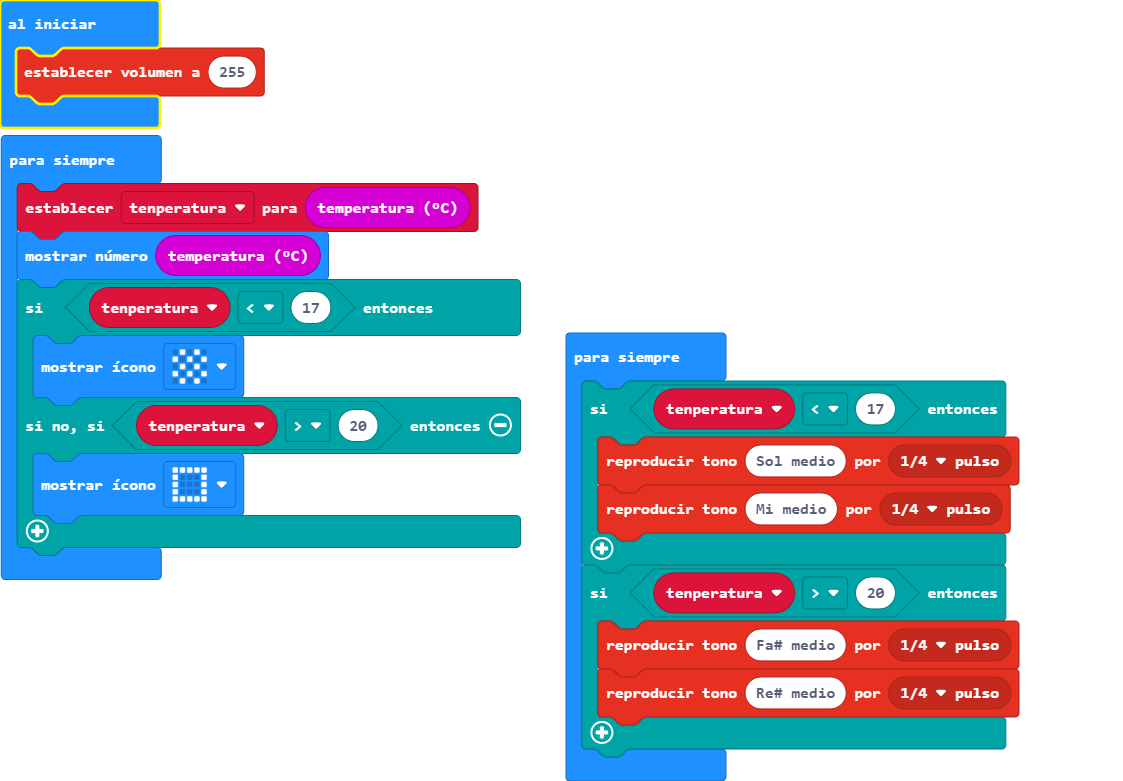 al iniciar
establecer volumen a 255
para siempre
establecer tenperatura para temperatura (ºC)
mostrar número temperatura (ºC)
si tenperatura < 17 entonces
mostrar ícono
si no, si tenperatura > 20 entonces
mostrar ícono
para siempre
si tenperatura < 17 entonces
reproducir tono Sol medio por 1/4 pulso
reproducir tono Mi medio por 1/4 pulso
si tenperatura > 20 entonces
reproducir tono Fa# medio por 1/4 pulso
reproducir tono Re# medio por 1/4 pulso